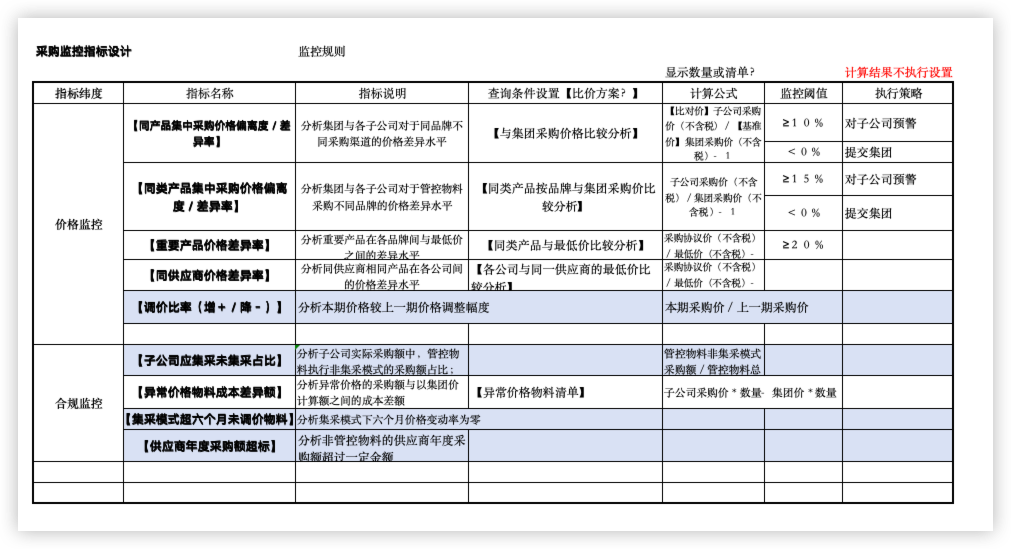 采购监控指标设计
监控规则
显示数量或清单？
计算结果不执行设置
指标纬度
指标名称
指标说明
查询条件设置【比价方案？】
计算公式
监控阈值
执行策略
价格监控
【同产品集中采购价格偏离度/差
异率】
分析集团与各子公司对于同品牌不
同采购渠道的价格差异水平
【与集团采购价格比较分析】
【比对价】子公司采购
价（不含税）/ 【基准
价】集团采购价（不含
税）- 1
≥10%
对子公司预警
<0%
提交集团
【同类产品集中采购价格偏离
度/差异率】
分析集团与各子公司对于管控物料
采购不同品牌的价格差异水平
【同类产品按品牌与集团采购价比
较分析】
子公司采购价（不含
税）/集团采购价（不
含税）- 1
≥15%
对子公司预警
<0%
提交集团
【重要产品价格差异率】
分析重要产品在各品牌间与最低价
之间的差异水平
【同类产品与最低价比较分析】
采购协议价（不含税）
/ 最低价（不含税）-
≥20%
【同供应商价格差异率】
分析同供应商相同产品在各公司间
的价格差异水平
【各公司与同一供应商的最低价比
较分析】
采购协议价（不含税）
/ 最低价（不含税）-
【调价比率（增+/降-）】
分析本期价格较上一期价格调整幅度
本期采购价/上一期采购价
合规监控
【子公司应集采未集采占比】
分析子公司实际采购额中，管控物
料执行非集采模式的采购额占比；
管控物料非集采模式
采购额/管控物料总
【异常价格物料成本差异额】
分析异常价格的采购额与以集团价
计算额之间的成本差额
【异常价格物料清单】
子公司采购价*数量- 集团价*数量
【集采模式超六个月未调价物料】
分析集采模式下六个月价格变动率为零
【供应商年度采购额超标】
分析非管控物料的供应商年度采
购额超过一定金额